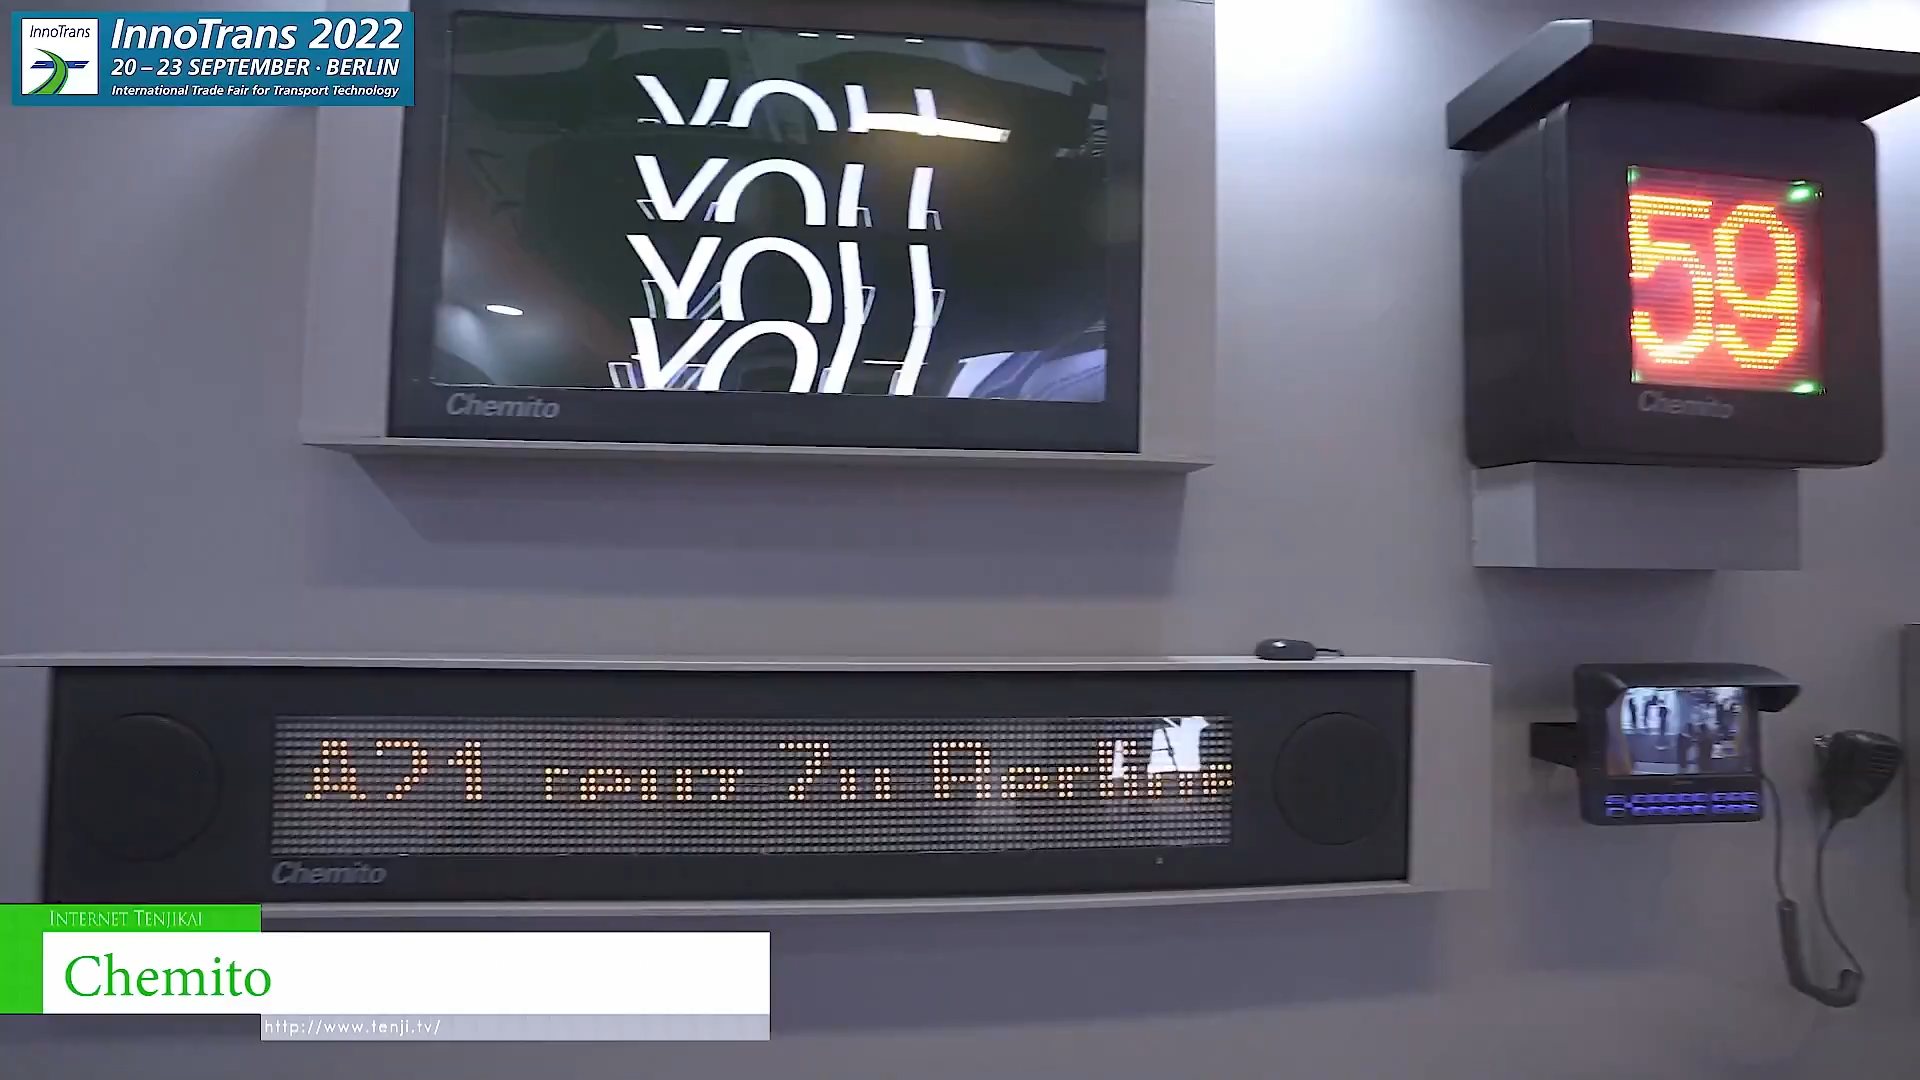 InnoTrans
InnoTrans 2022
20 – 23 SEPTEMBER · BERLIN
International Trade Fair for Transport Technology
YOU
YOU
YOU
YOU
Chemito
59
Chemito
Chemito
INTERNET TENJIKAI
Chemito
http://www.tenji.tv/